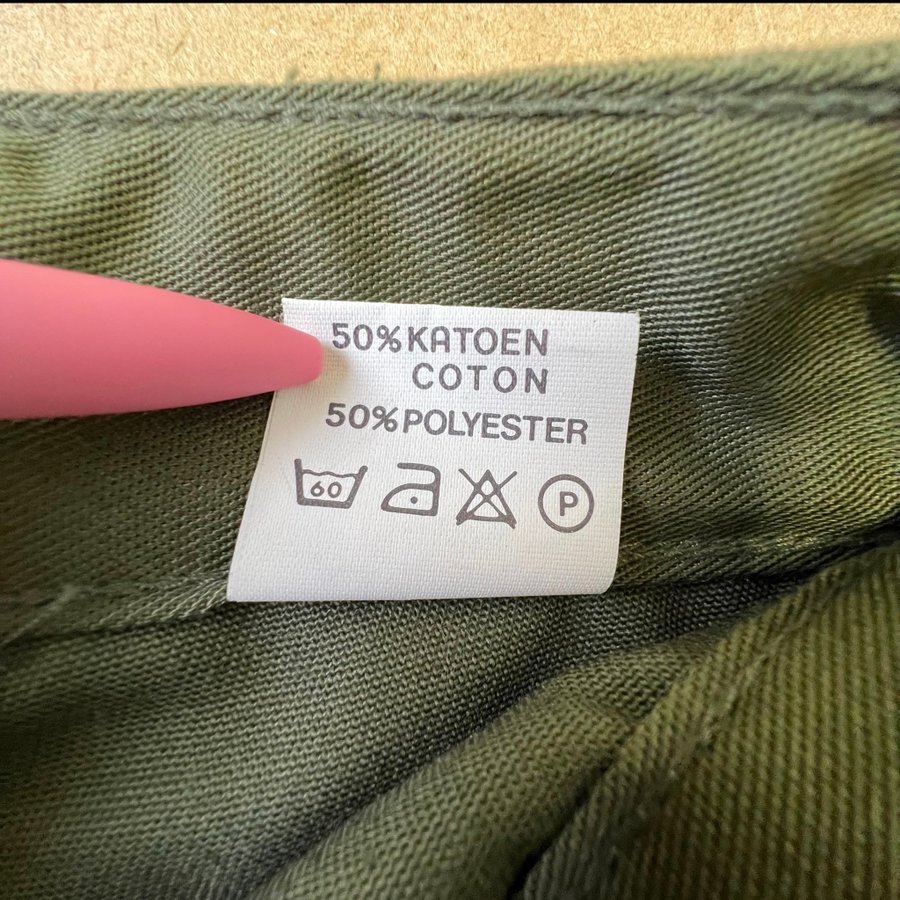 50% KATOEN
COTON
50% POLYESTER
60 P